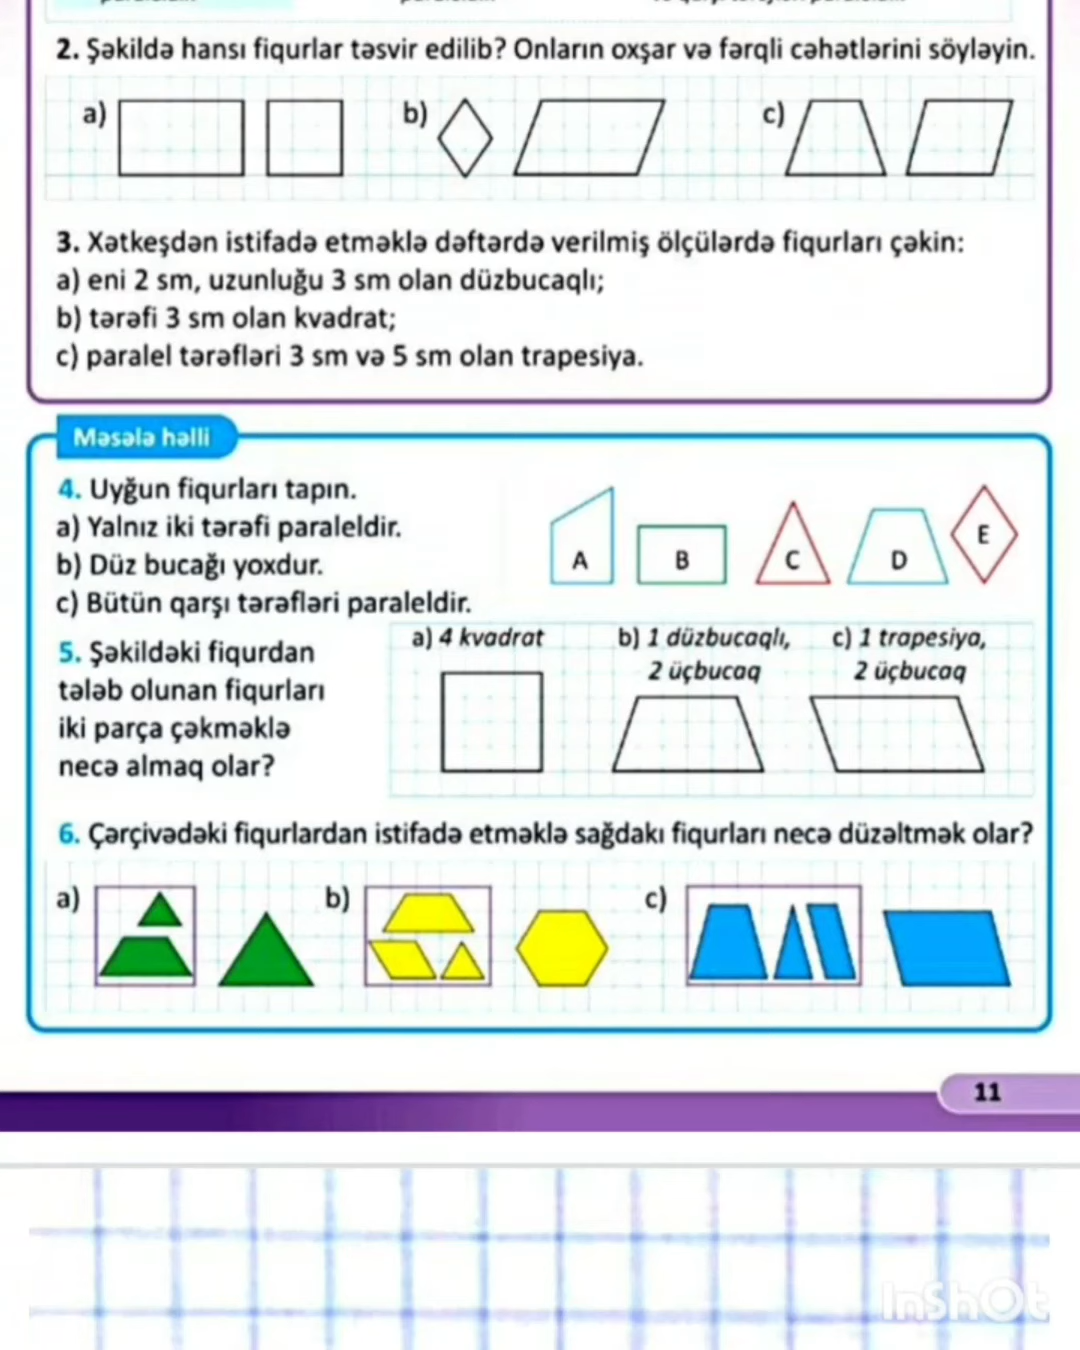 2. Şəkildə hansı fiqurlar təsvir edilib? Onların oxşar və fərqli cəhətlərini söyləyin.
a) b) c)
3. Xətkeşdən istifadə etməklə dəftərdə verilmiş ölçülərdə fiqurları çəkin:
a) eni 2 sm, uzunluğu 3 sm olan düzbucaqlı;
b) tərəfi 3 sm olan kvadrat;
c) paralel tərəfləri 3 sm və 5 sm olan trapesiya.
Məsələ həlli
4. Uyğun fiqurları tapın.
a) Yalnız iki tərəfi paraleldir.
b) Düz bucağı yoxdur.
c) Bütün qarşı tərəfləri paraleldir.
A B C D E
5. Şəkildəki fiqurdan
tələb olunan fiqurları
iki parça çəkməklə
necə almaq olar?
a) 4 kvadrat
b) 1 düzbucaqlı,
2 üçbucaq
c) 1 trapesiya,
2 üçbucaq
6. Çərçivədəki fiqurlardan istifadə etməklə sağdakı fiqurları necə düzəltmək olar?
a) b) c)
11
InShOt